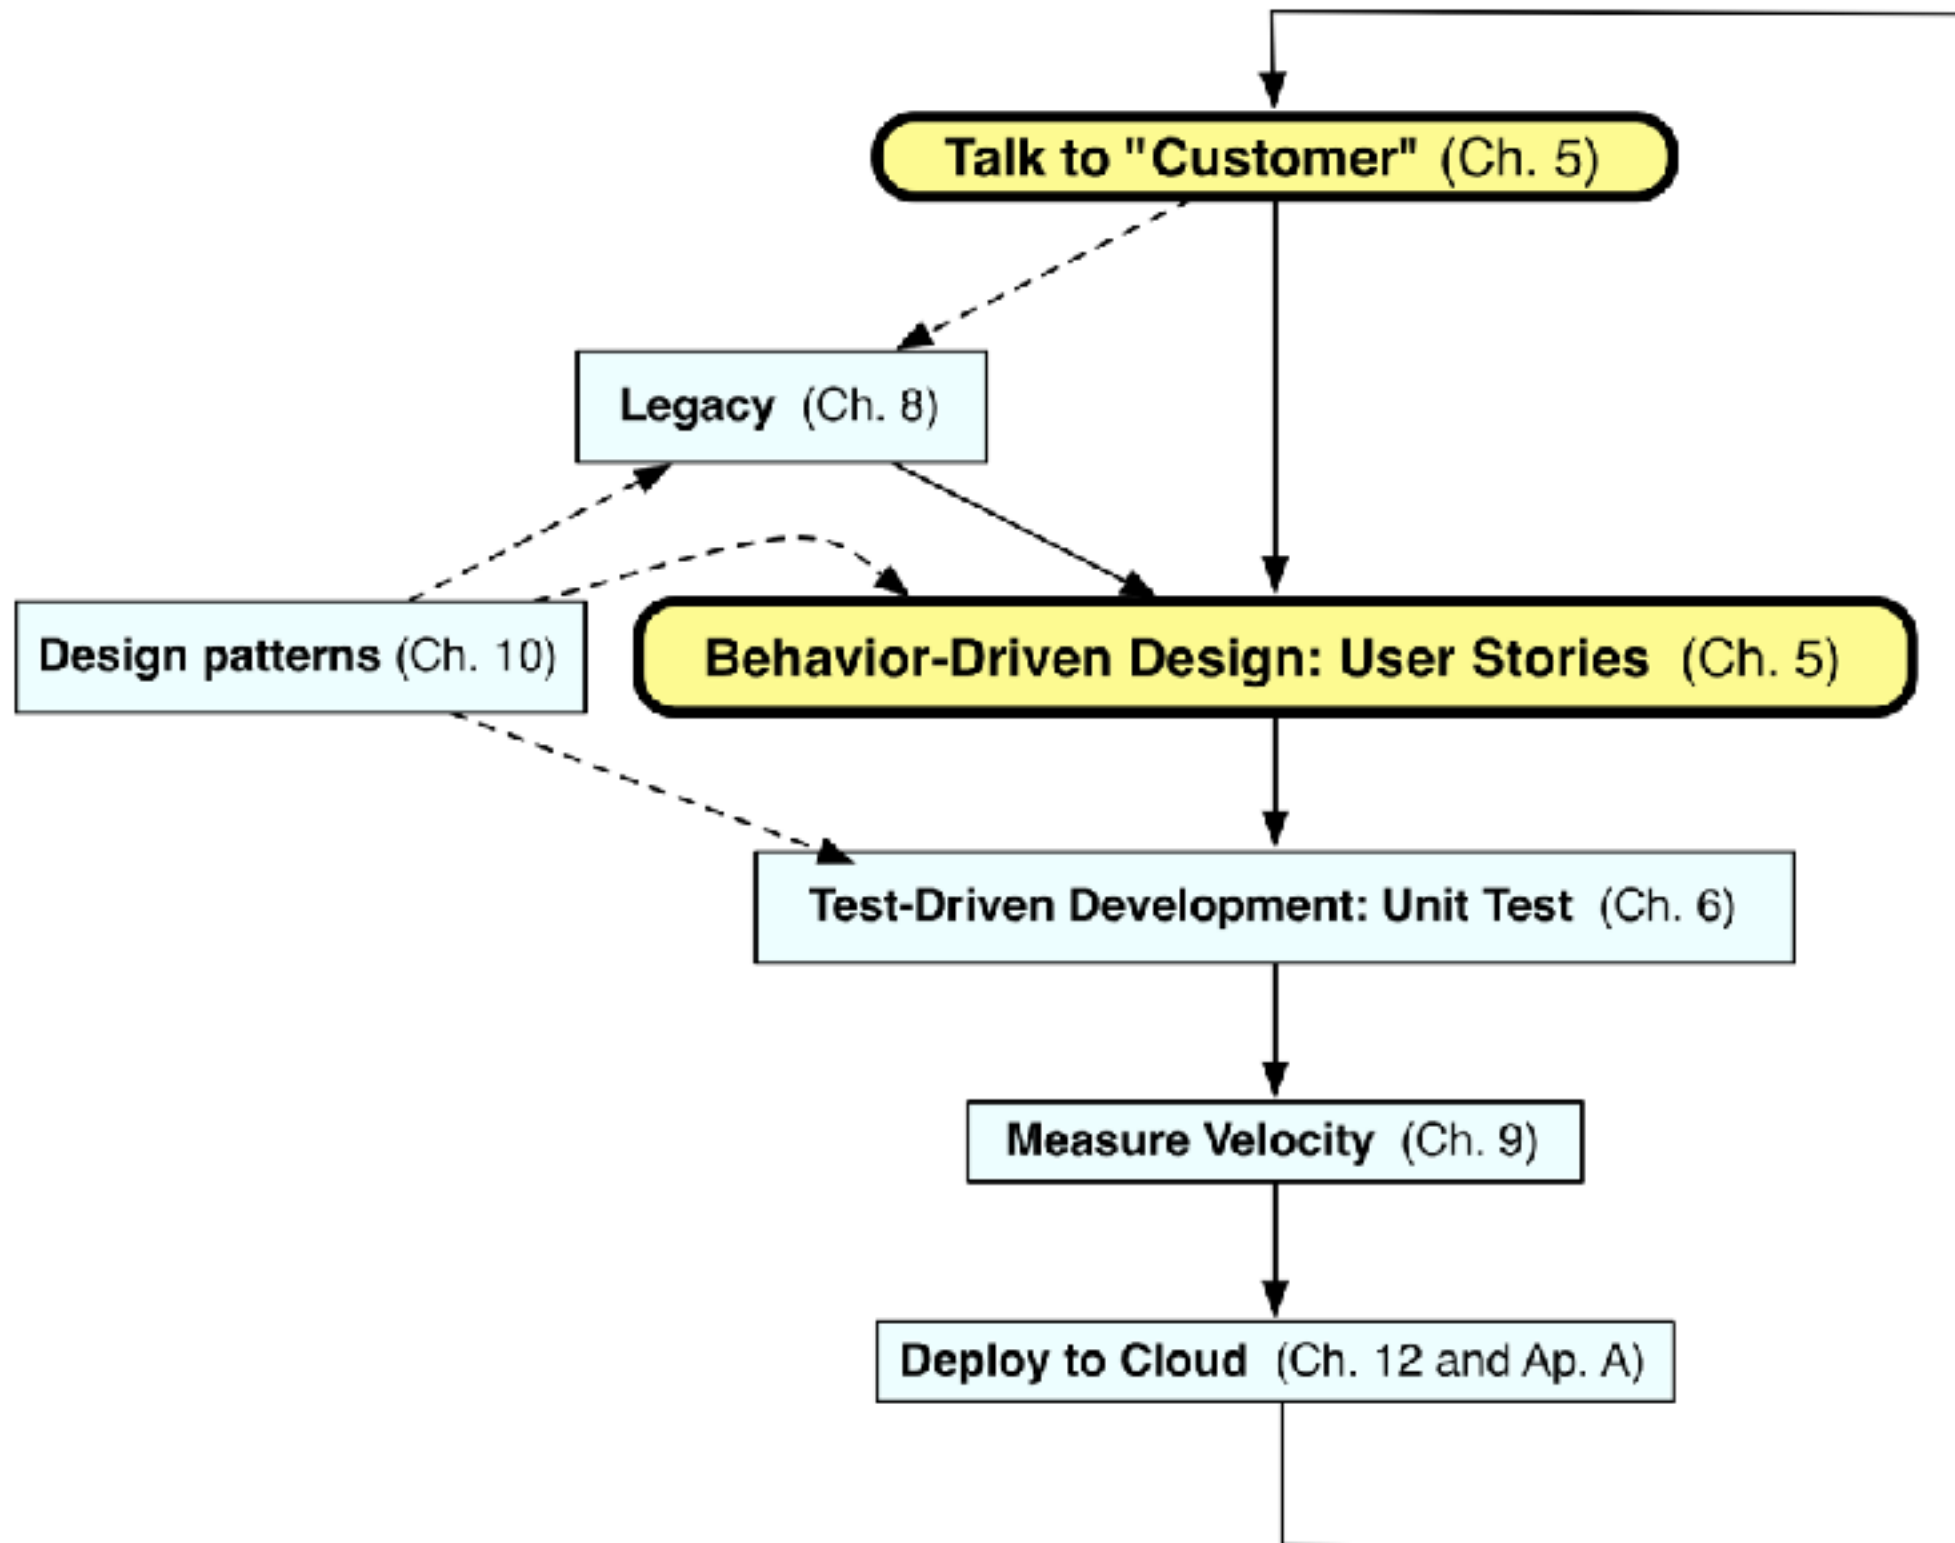 Talk to "Customer" (Ch. 5)
Legacy (Ch. 8)
Design patterns (Ch. 10)
Behavior-Driven Design: User Stories (Ch. 5)
Test-Driven Development: Unit Test (Ch. 6)
Measure Velocity (Ch. 9)
Deploy to Cloud (Ch. 12 and Ap. A)